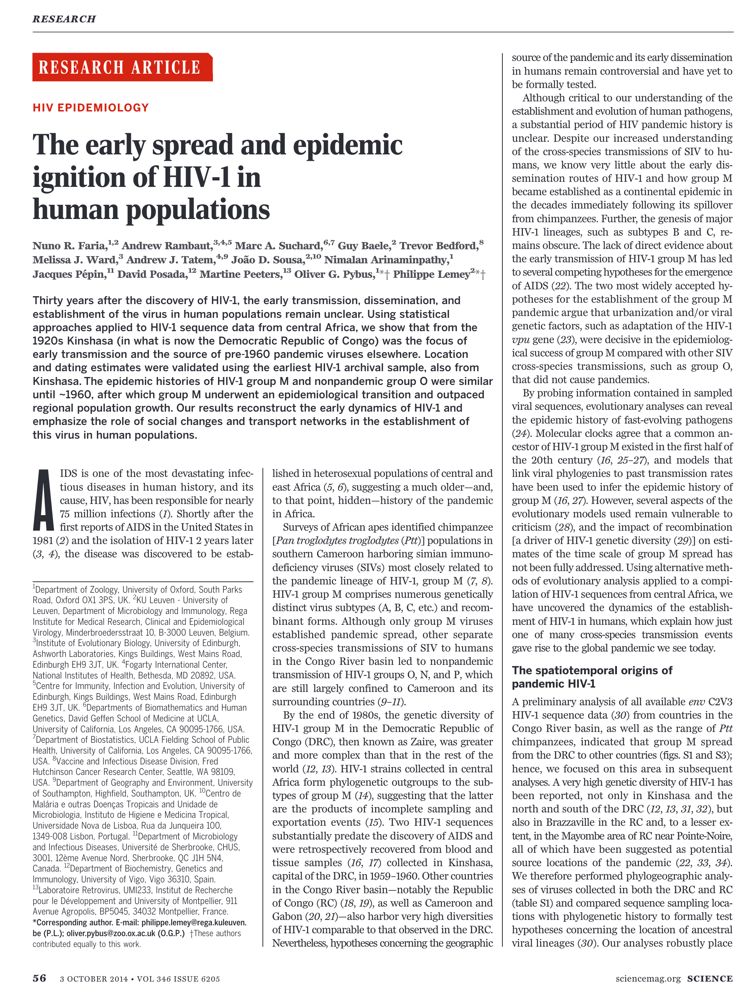 RESEARCH
RESEARCH ARTICLE
HIV EPIDEMIOLOGY
The early spread and epidemic
ignition of HIV-1 in
human populations
Nuno R. Faria,1,2 Andrew Rambaut,3,4,5 Marc A. Suchard,6,7 Guy Baele,2 Trevor Bedford,8
Melissa J. Ward,3 Andrew J. Tatem,4,9 João D. Sousa,2,10 Nimalan Arinaminpathy,1
Jacques Pépin,11 David Posada,12 Martine Peeters,13 Oliver G. Pybus,1*† Philippe Lemey2*†
Thirty years after the discovery of HIV-1, the early transmission, dissemination, and
establishment of the virus in human populations remain unclear. Using statistical
approaches applied to HIV-1 sequence data from central Africa, we show that from the
1920s Kinshasa (in what is now the Democratic Republic of Congo) was the focus of
early transmission and the source of pre-1960 pandemic viruses elsewhere. Location
and dating estimates were validated using the earliest HIV-1 archival sample, also from
Kinshasa. The epidemic histories of HIV-1 group M and nonpandemic group O were similar
until ~1960, after which group M underwent an epidemiological transition and outpaced
regional population growth. Our results reconstruct the early dynamics of HIV-1 and
emphasize the role of social changes and transport networks in the establishment of
this virus in human populations.
AIDS is one of the most devastating infec-
tious diseases in human history, and its
cause, HIV, has been responsible for nearly
75 million infections (1). Shortly after the
first reports of AIDS in the United States in
1981 (2) and the isolation of HIV-1 2 years later
(3, 4), the disease was discovered to be estab-
1Department of Zoology, University of Oxford, South Parks
Road, Oxford OX1 3PS, UK. 2KU Leuven - University of
Leuven, Department of Microbiology and Immunology, Rega
Institute for Medical Research, Clinical and Epidemiological
Virology, Minderbroedersstraat 10, B-3000 Leuven, Belgium.
3Institute of Evolutionary Biology, University of Edinburgh,
Ashworth Laboratories, Kings Buildings, West Mains Road,
Edinburgh EH9 3JT, UK. 4Fogarty International Center,
National Institutes of Health, Bethesda, MD 20892, USA.
5Centre for Immunity, Infection and Evolution, University of
Edinburgh, Kings Buildings, West Mains Road, Edinburgh
EH9 3JT, UK. 6Departments of Biomathematics and Human
Genetics, David Geffen School of Medicine at UCLA,
University of California, Los Angeles, CA 90095-1766, USA.
7Department of Biostatistics, UCLA Fielding School of Public
Health, University of California, Los Angeles, CA 90095-1766,
USA. 8Vaccine and Infectious Disease Division, Fred
Hutchinson Cancer Research Center, Seattle, WA 98109,
USA. 9Department of Geography and Environment, University
of Southampton, Highfield, Southampton, UK. 10Centro de
Malária e outras Doenças Tropicais and Unidade de
Microbiologia, Instituto de Higiene e Medicina Tropical,
Universidade Nova de Lisboa, Rua da Junqueira 100,
1349-008 Lisbon, Portugal. 11Department of Microbiology
and Infectious Diseases, Université de Sherbrooke, CHUS,
3001, 12ème Avenue Nord, Sherbrooke, QC J1H 5N4,
Canada. 12Department of Biochemistry, Genetics and
Immunology, University of Vigo, Vigo 36310, Spain.
13Laboratoire Retrovirus, UMI233, Institut de Recherche
pour le Développement and University of Montpellier, 911
Avenue Agropolis, BP5045, 34032 Montpellier, France.
*Corresponding author. E-mail: philippe.lemey@rega.kuleuven.
be (P.L.); oliver.pybus@zoo.ox.ac.uk (O.G.P.) †These authors
contributed equally to this work.
lished in heterosexual populations of central and
east Africa (5, 6), suggesting a much older—and,
to that point, hidden—history of the pandemic
in Africa.
Surveys of African apes identified chimpanzee
[Pan troglodytes troglodytes (Ptt)] populations in
southern Cameroon harboring simian immuno-
deficiency viruses (SIVs) most closely related to
the pandemic lineage of HIV-1, group M (7, 8).
HIV-1 group M comprises numerous genetically
distinct virus subtypes (A, B, C, etc.) and recom-
binant forms. Although only group M viruses
established pandemic spread, other separate
cross-species transmissions of SIV to humans
in the Congo River basin led to nonpandemic
transmission of HIV-1 groups O, N, and P, which
are still largely confined to Cameroon and its
surrounding countries (9–11).
By the end of 1980s, the genetic diversity of
HIV-1 group M in the Democratic Republic of
Congo (DRC), then known as Zaire, was greater
and more complex than that in the rest of the
world (12, 13). HIV-1 strains collected in central
Africa form phylogenetic outgroups to the sub-
types of group M (14), suggesting that the latter
are the products of incomplete sampling and
exportation events (15). Two HIV-1 sequences
substantially predate the discovery of AIDS and
were retrospectively recovered from blood and
tissue samples (16, 17) collected in Kinshasa,
capital of the DRC, in 1959–1960. Other countries
in the Congo River basin—notably the Republic
of Congo (RC) (18, 19), as well as Cameroon and
Gabon (20, 21)—also harbor very high diversities
of HIV-1 comparable to that observed in the DRC.
Nevertheless, hypotheses concerning the geographic
source of the pandemic and its early dissemination
in humans remain controversial and have yet to
be formally tested.
Although critical to our understanding of the
establishment and evolution of human pathogens,
a substantial period of HIV pandemic history is
unclear. Despite our increased understanding
of the cross-species transmissions of SIV to hu-
mans, we know very little about the early dis-
semination routes of HIV-1 and how group M
became established as a continental epidemic in
the decades immediately following its spillover
from chimpanzees. Further, the genesis of major
HIV-1 lineages, such as subtypes B and C, re-
mains obscure. The lack of direct evidence about
the early transmission of HIV-1 group M has led
to several competing hypotheses for the emergence
of AIDS (22). The two most widely accepted hy-
potheses for the establishment of the group M
pandemic argue that urbanization and/or viral
genetic factors, such as adaptation of the HIV-1
vpu gene (23), were decisive in the epidemiolog-
ical success of group M compared with other SIV
cross-species transmissions, such as group O,
that did not cause pandemics.
By probing information contained in sampled
viral sequences, evolutionary analyses can reveal
the epidemic history of fast-evolving pathogens
(24). Molecular clocks agree that a common an-
cestor of HIV-1 group M existed in the first half of
the 20th century (16, 25–27), and models that
link viral phylogenies to past transmission rates
have been used to infer the epidemic history of
group M (16, 27). However, several aspects of the
evolutionary models used remain vulnerable to
criticism (28), and the impact of recombination
[a driver of HIV-1 genetic diversity (29)] on esti-
mates of the time scale of group M spread has
not been fully addressed. Using alternative meth-
ods of evolutionary analysis applied to a compi-
lation of HIV-1 sequences from central Africa, we
have uncovered the dynamics of the establish-
ment of HIV-1 in humans, which explain how just
one of many cross-species transmission events
gave rise to the global pandemic we see today.
The spatiotemporal origins of
pandemic HIV-1
A preliminary analysis of all available env C2V3
HIV-1 sequence data (30) from countries in the
Congo River basin, as well as the range of Ptt
chimpanzees, indicated that group M spread
from the DRC to other countries (figs. S1 and S3);
hence, we focused on this area in subsequent
analyses. A very high genetic diversity of HIV-1 has
been reported, not only in Kinshasa and the
north and south of the DRC (12, 13, 31, 32), but
also in Brazzaville in the RC and, to a lesser ex-
tent, in the Mayombe area of RC near Pointe-Noire,
all of which have been suggested as potential
source locations of the pandemic (22, 33, 34).
We therefore performed phylogeographic analy-
ses of viruses collected in both the DRC and RC
(table S1) and compared sequence sampling loca-
tions with phylogenetic history to formally test
hypotheses concerning the location of ancestral
viral lineages (30). Our analyses robustly place
56 3 OCTOBER 2014 • VOL 346 ISSUE 6205
sciencemag.org SCIENCE